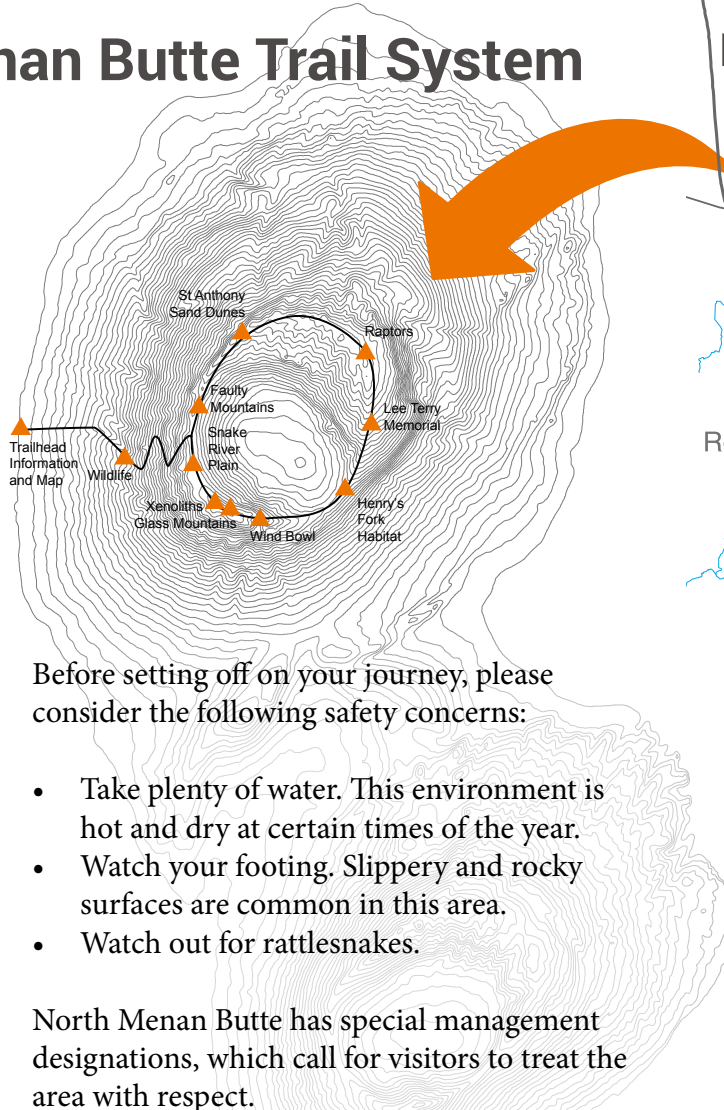 nan Butte Trail System
St Anthony
Sand Dunes
Raptors
Faulty
Mountains
Lee Terry
Memorial
Snake
River
Plain
Trailhead
Information
and Map
Wildlife
Xenoliths
Glass Mountains
Wind Bowl
Henry's
Fork
Habitat
Before setting off on your journey, please
consider the following safety concerns:
• Take plenty of water. This environment is
hot and dry at certain times of the year.
• Watch your footing. Slippery and rocky
surfaces are common in this area.
• Watch out for rattlesnakes.
North Menan Butte has special management
designations, which call for visitors to treat the
area with respect.